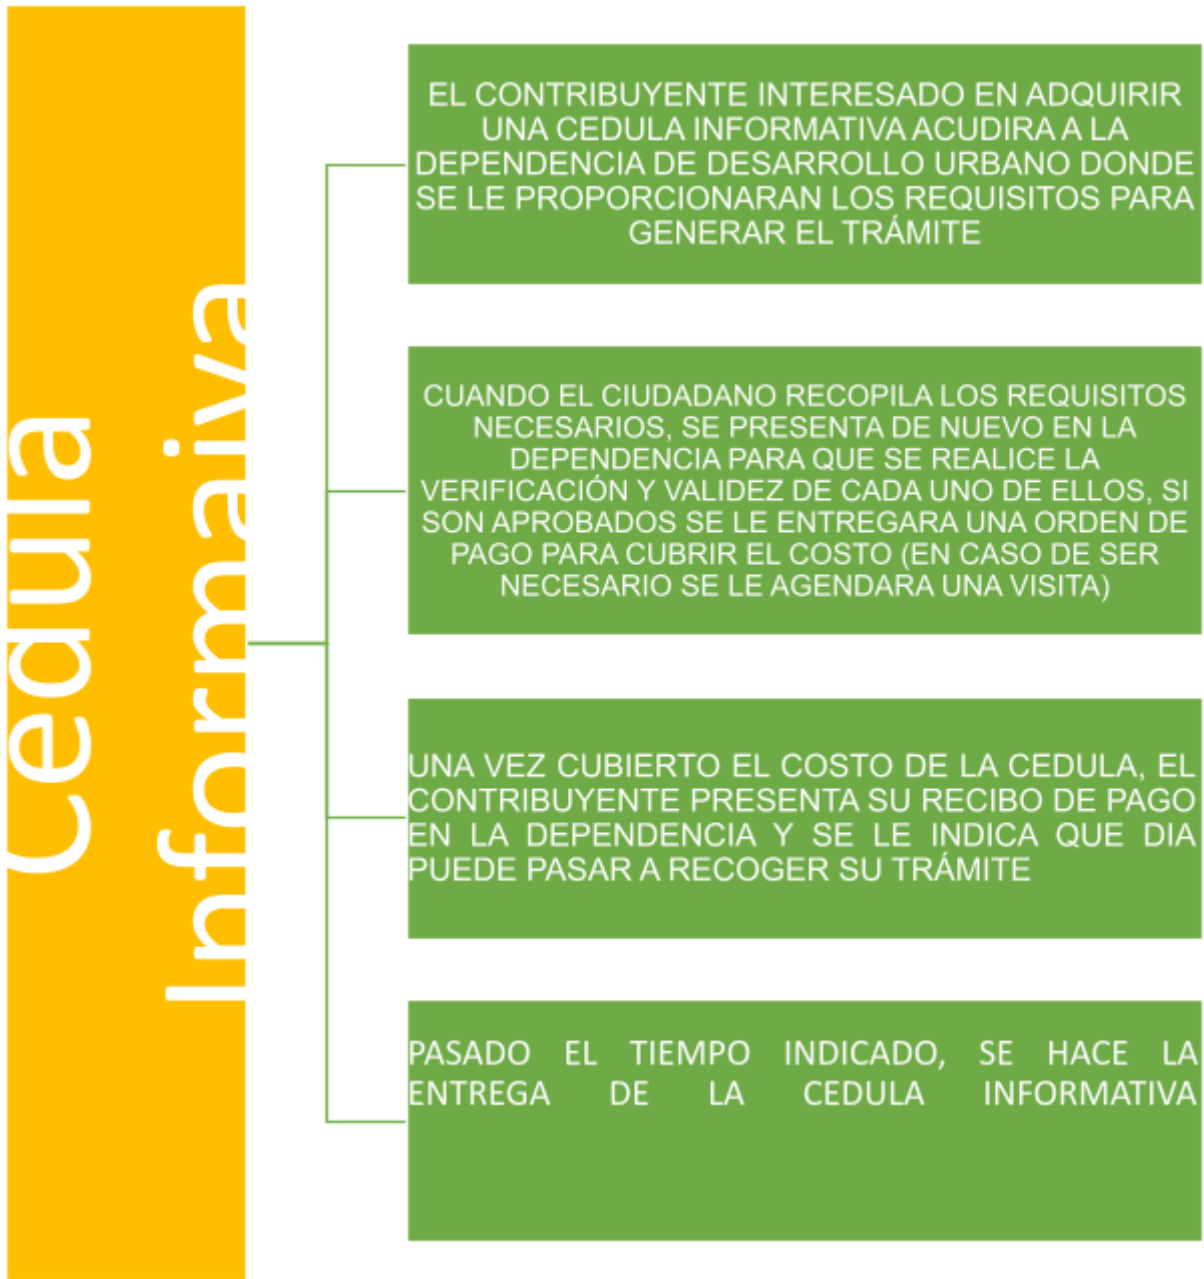 Cedula
Informaiva
EL CONTRIBUYENTE INTERESADO EN ADQUIRIR
UNA CEDULA INFORMATIVA ACUDIRA A LA
DEPENDENCIA DE DESARROLLO URBANO DONDE
SE LE PROPORCIONARAN LOS REQUISITOS PARA
GENERAR EL TRÁMITE
CUANDO EL CIUDADANO RECOPILA LOS REQUISITOS
NECESARIOS, SE PRESENTA DE NUEVO EN LA
DEPENDENCIA PARA QUE SE REALICE LA
VERIFICACIÓN Y VALIDEZ DE CADA UNO DE ELLOS, SI
SON APROBADOS SE LE ENTREGARA UNA ORDEN DE
PAGO PARA CUBRIR EL COSTO (EN CASO DE SER
NECESARIO SE LE AGENDARA UNA VISITA)
UNA VEZ CUBIERTO EL COSTO DE LA CEDULA, EL
CONTRIBUYENTE PRESENTA SU RECIBO DE PAGO
EN LA DEPENDENCIA Y SE LE INDICA QUE DIA
PUEDE PASAR A RECOGER SU TRÁMITE
PASADO EL TIEMPO INDICADO, SE HACE LA
ENTREGA DE LA CEDULA INFORMATIVA